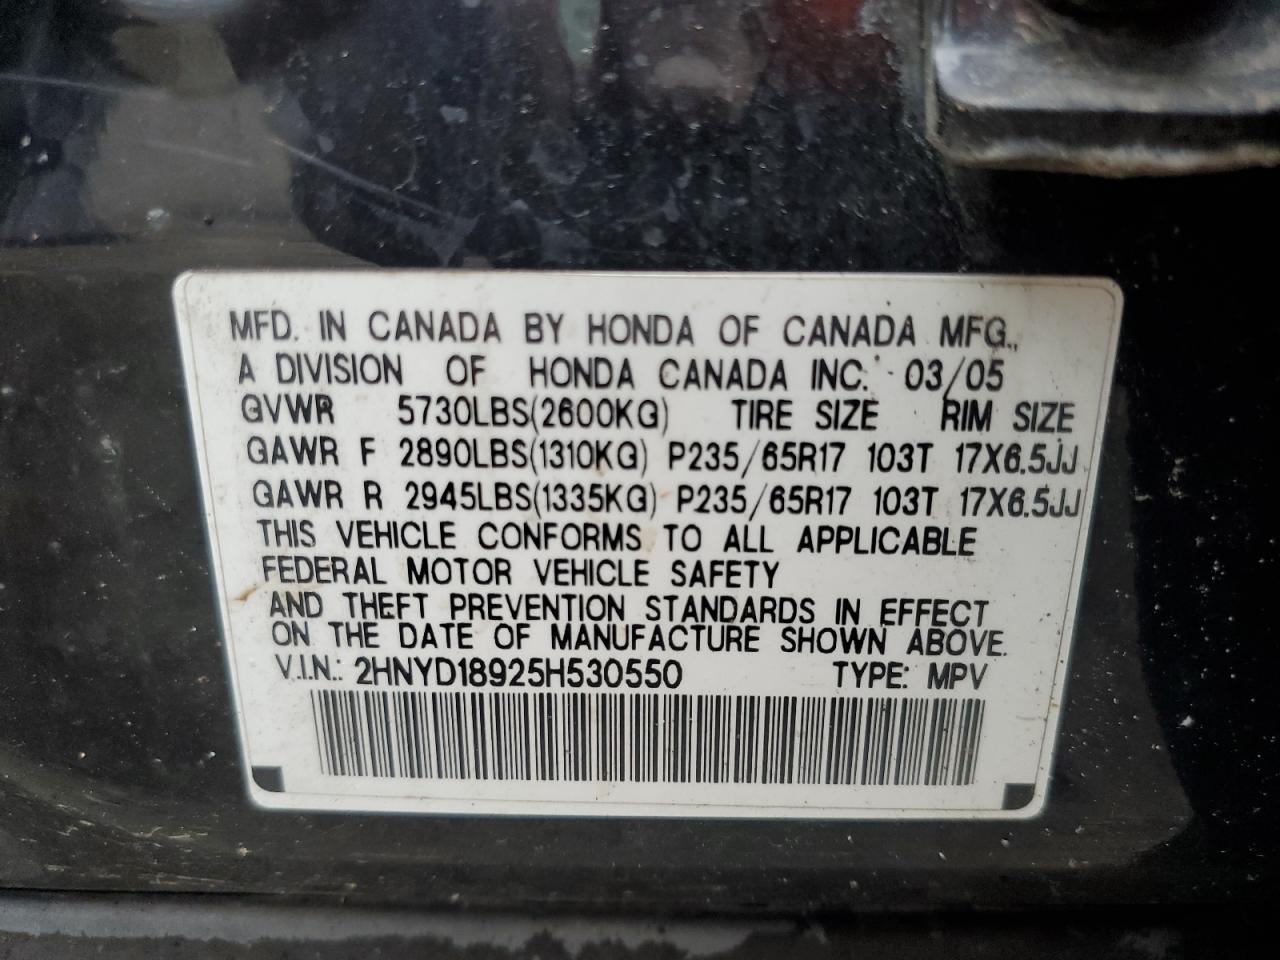 MFD. IN CANADA BY HONDA OF CANADA MFG.,
A DIVISION OF HONDA CANADA INC. 03/05
GVWR 5730LBS(2600KG) TIRE SIZE RIM SIZE
GAWR F 2890LBS(1310KG) P235/65R17 103T 17X6.5JJ
GAWR R 2945LBS(1335KG) P235/65R17 103T 17X6.5JJ
THIS VEHICLE CONFORMS TO ALL APPLICABLE
FEDERAL MOTOR VEHICLE SAFETY
AND THEFT PREVENTION STANDARDS IN EFFECT
ON THE DATE OF MANUFACTURE SHOWN ABOVE.
V.I.N.: 2HNYD18925H530550 TYPE: MPV